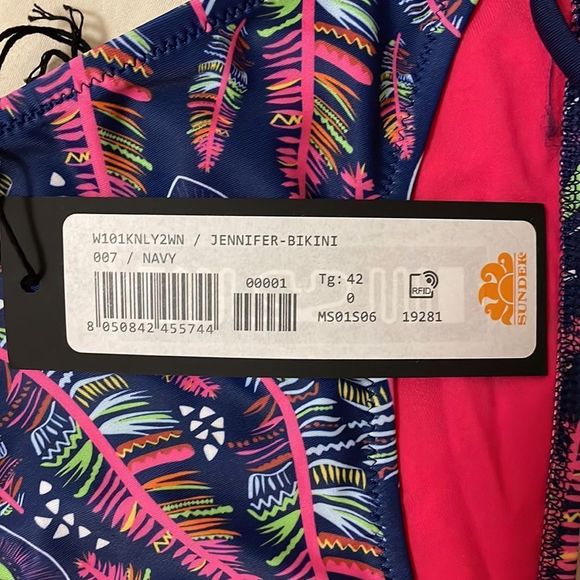 W101KNLY2WN / JENNIFER-BIKINI
007 / NAVY
00001
Tg: 42
0
RFID
8 050842 455744
MS01S06
19281
SUNDEK